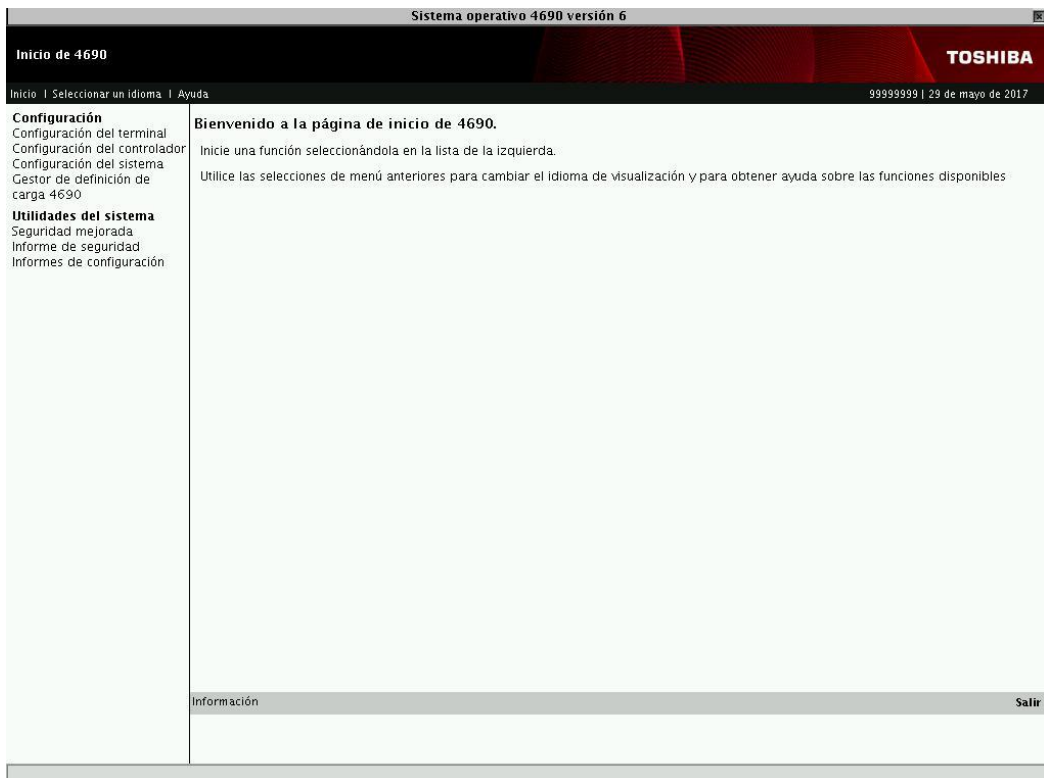 Sistema operativo 4690 versión 6
Inicio de 4690
TOSHIBA
Inicio | Seleccionar un idioma | Ayuda
99999999 | 29 de mayo de 2017
Configuración
Configuración del terminal
Configuración del controlador
Configuración del sistema
Gestor de definición de
carga 4690
Utilidades del sistema
Seguridad mejorada
Informe de seguridad
Informes de configuración
Bienvenido a la página de inicio de 4690.
Inicie una función seleccionándola en la lista de la izquierda.
Utilice las selecciones de menú anteriores para cambiar el idioma de visualización y para obtener ayuda sobre las funciones disponibles
Información
Salir